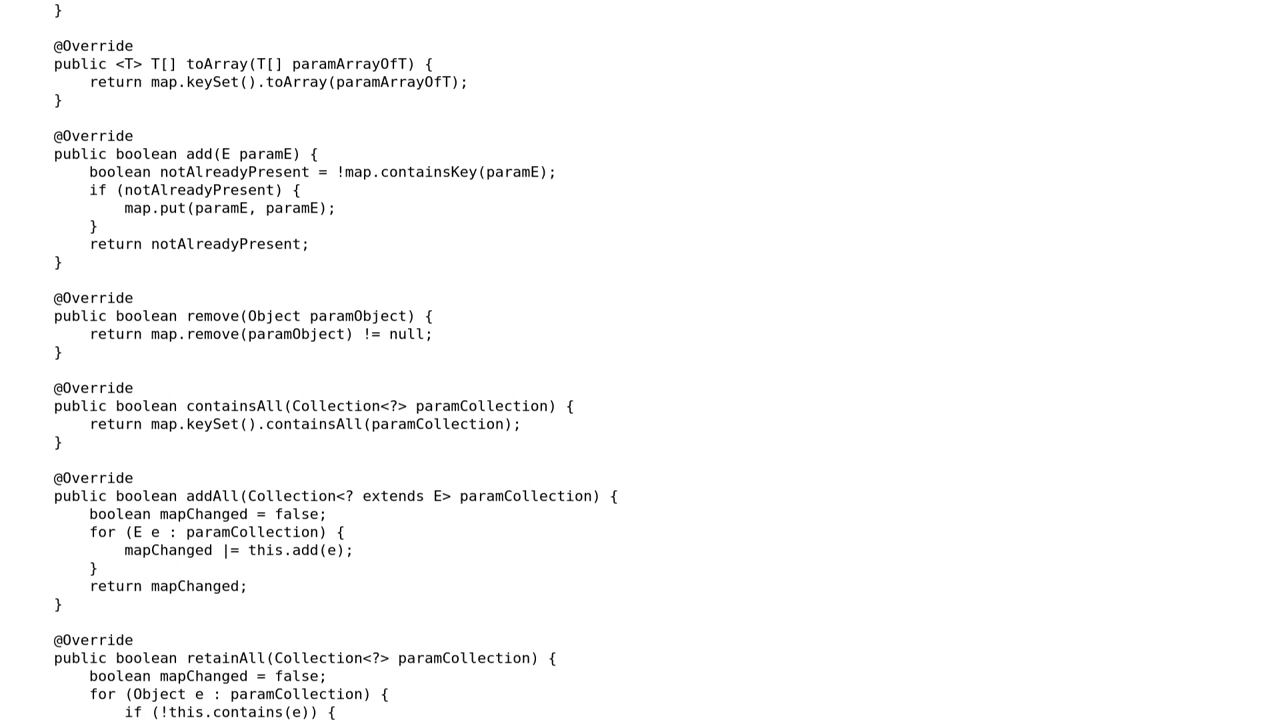 }
@Override
public <T> T[] toArray(T[] paramArrayOfT) {
return map.keySet().toArray(paramArrayOfT);
}
@Override
public boolean add(E paramE) {
boolean notAlreadyPresent = !map.containsKey(paramE);
if (notAlreadyPresent) {
map.put(paramE, paramE);
}
return notAlreadyPresent;
}
@Override
public boolean remove(Object paramObject) {
return map.remove(paramObject) != null;
}
@Override
public boolean containsAll(Collection<?> paramCollection) {
return map.keySet().containsAll(paramCollection);
}
@Override
public boolean addAll(Collection<? extends E> paramCollection) {
boolean mapChanged = false;
for (E e : paramCollection) {
mapChanged |= this.add(e);
}
return mapChanged;
}
@Override
public boolean retainAll(Collection<?> paramCollection) {
boolean mapChanged = false;
for (Object e : paramCollection) {
if (!this.contains(e)) {